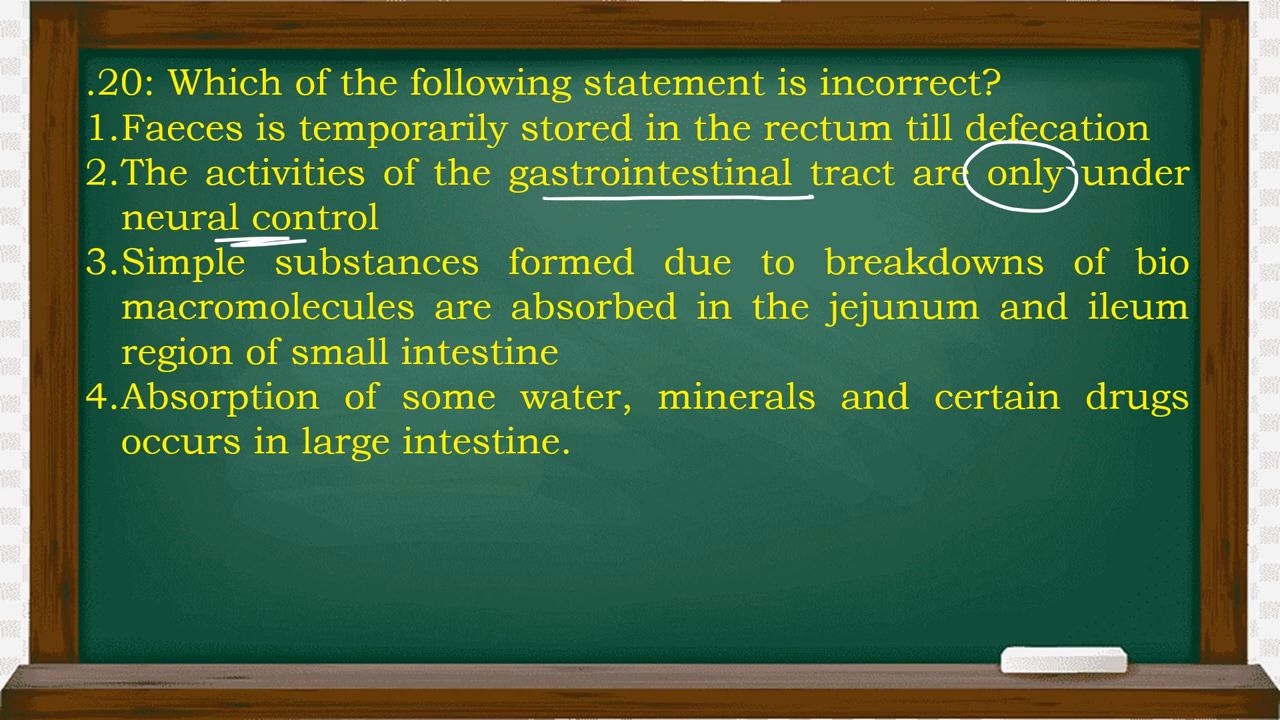 .20: Which of the following statement is incorrect?
1.Faeces is temporarily stored in the rectum till defecation
2.The activities of the gastrointestinal tract are only under
neural control
3.Simple substances formed due to breakdowns of bio
macromolecules are absorbed in the jejunum and ileum
region of small intestine
4.Absorption of some water, minerals and certain drugs
occurs in large intestine.